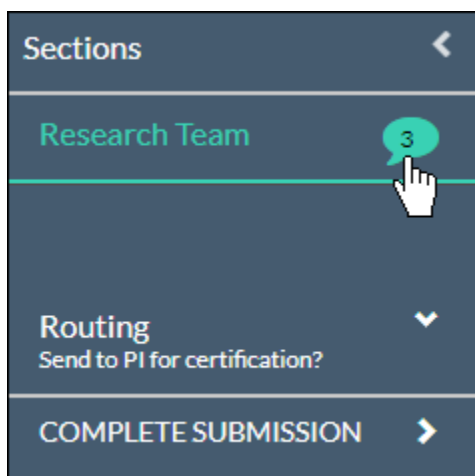 Sections
Research Team 3
Routing
Send to PI for certification?
COMPLETE SUBMISSION